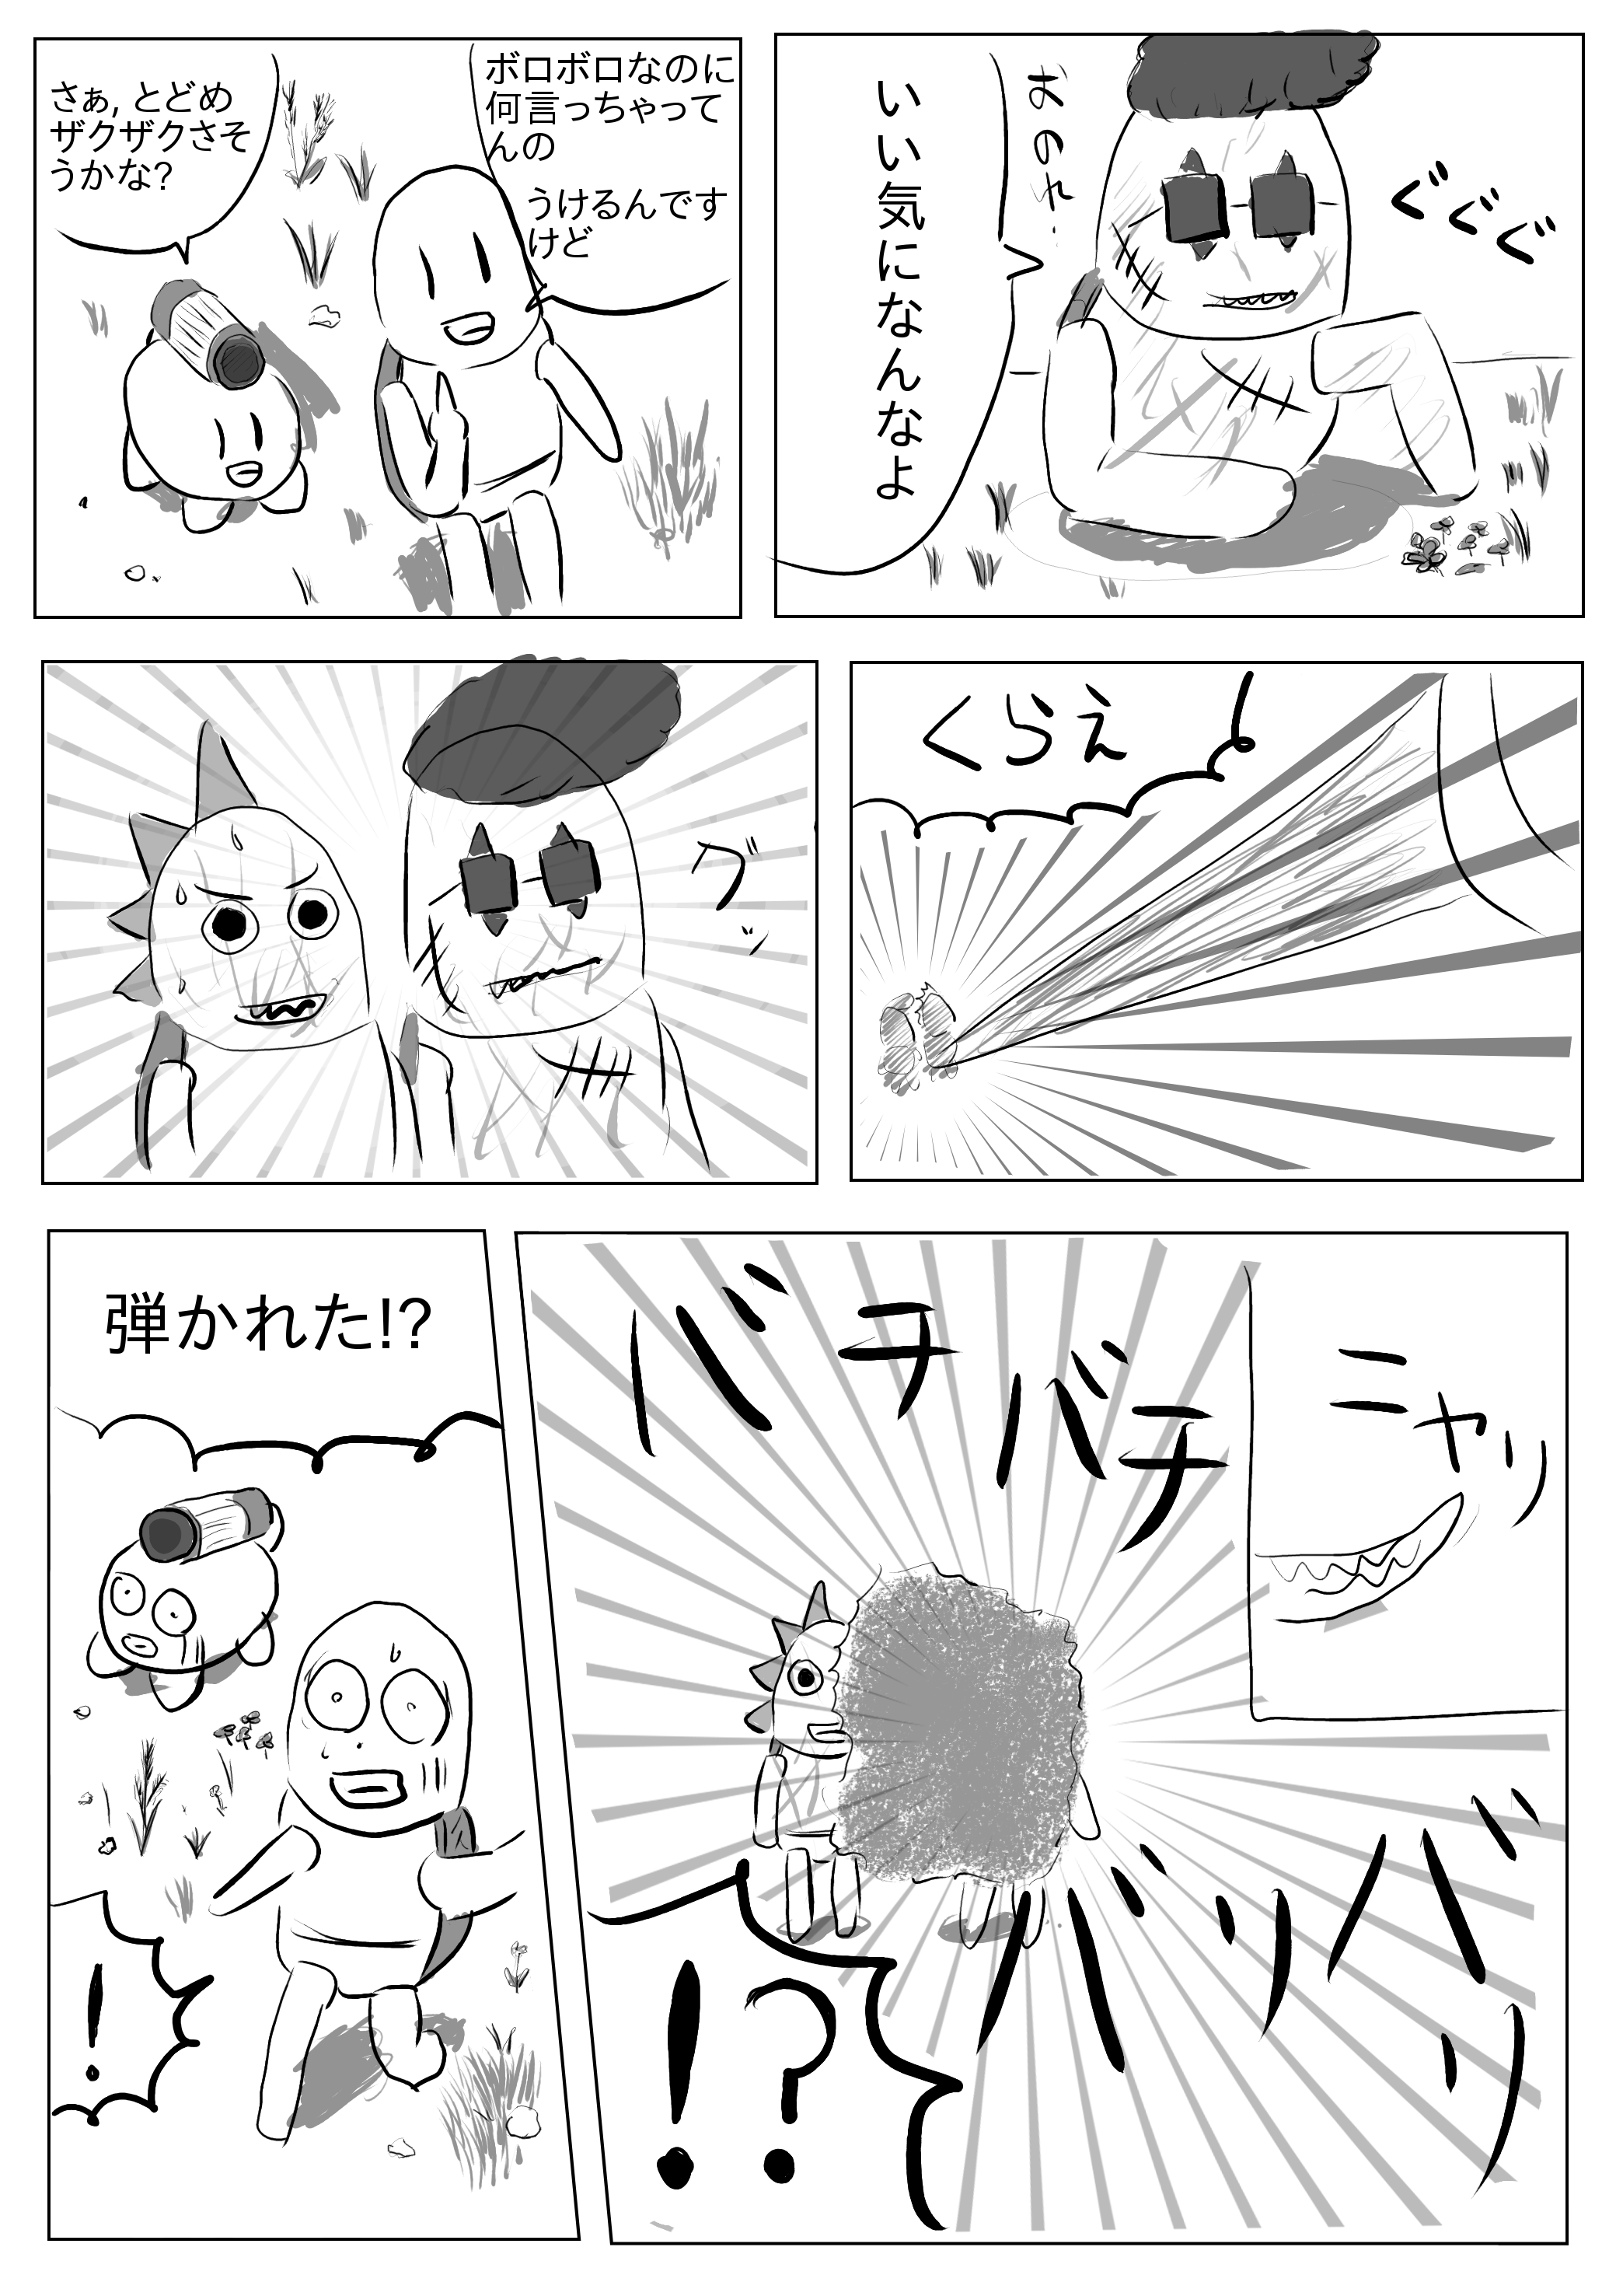 おのれ
いい気になんなよ
ぐぐぐ
ボロボロなのに
何言っちゃって
んの
うけるんです
けど
さぁ, とどめ
ザクザクさそ
うかな?
くらえ
グッ
バチバチ
ニヤリ
バリバリ
!?
弾かれた!?
!